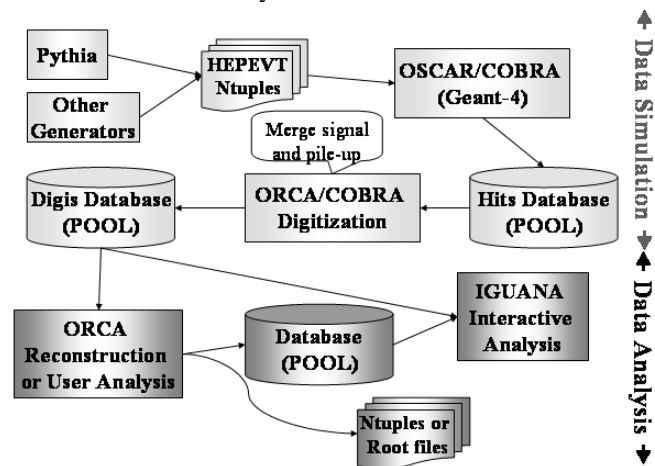 Pythia
HEPEVT
Ntuples
OSCAR/COBRA
(Geant-4)
Other
Generators
Merge signal
and pile-up
Digis Database
(POOL)
ORCA/COBRA
Digitization
Hits Database
(POOL)
Data Simulation
ORCA
Reconstruction
or User Analysis
Database
(POOL)
IGUANA
Interactive
Analysis
Ntuples or
Root files
Data Analysis